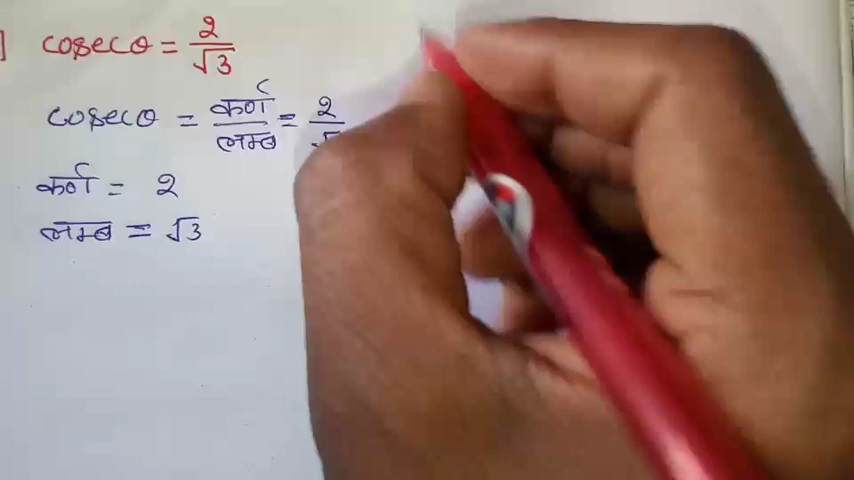 ] cosecθ = 2/√3
cosecθ = कर्ण/लम्ब = 2/√
कर्ण = 2
लम्ब = √3